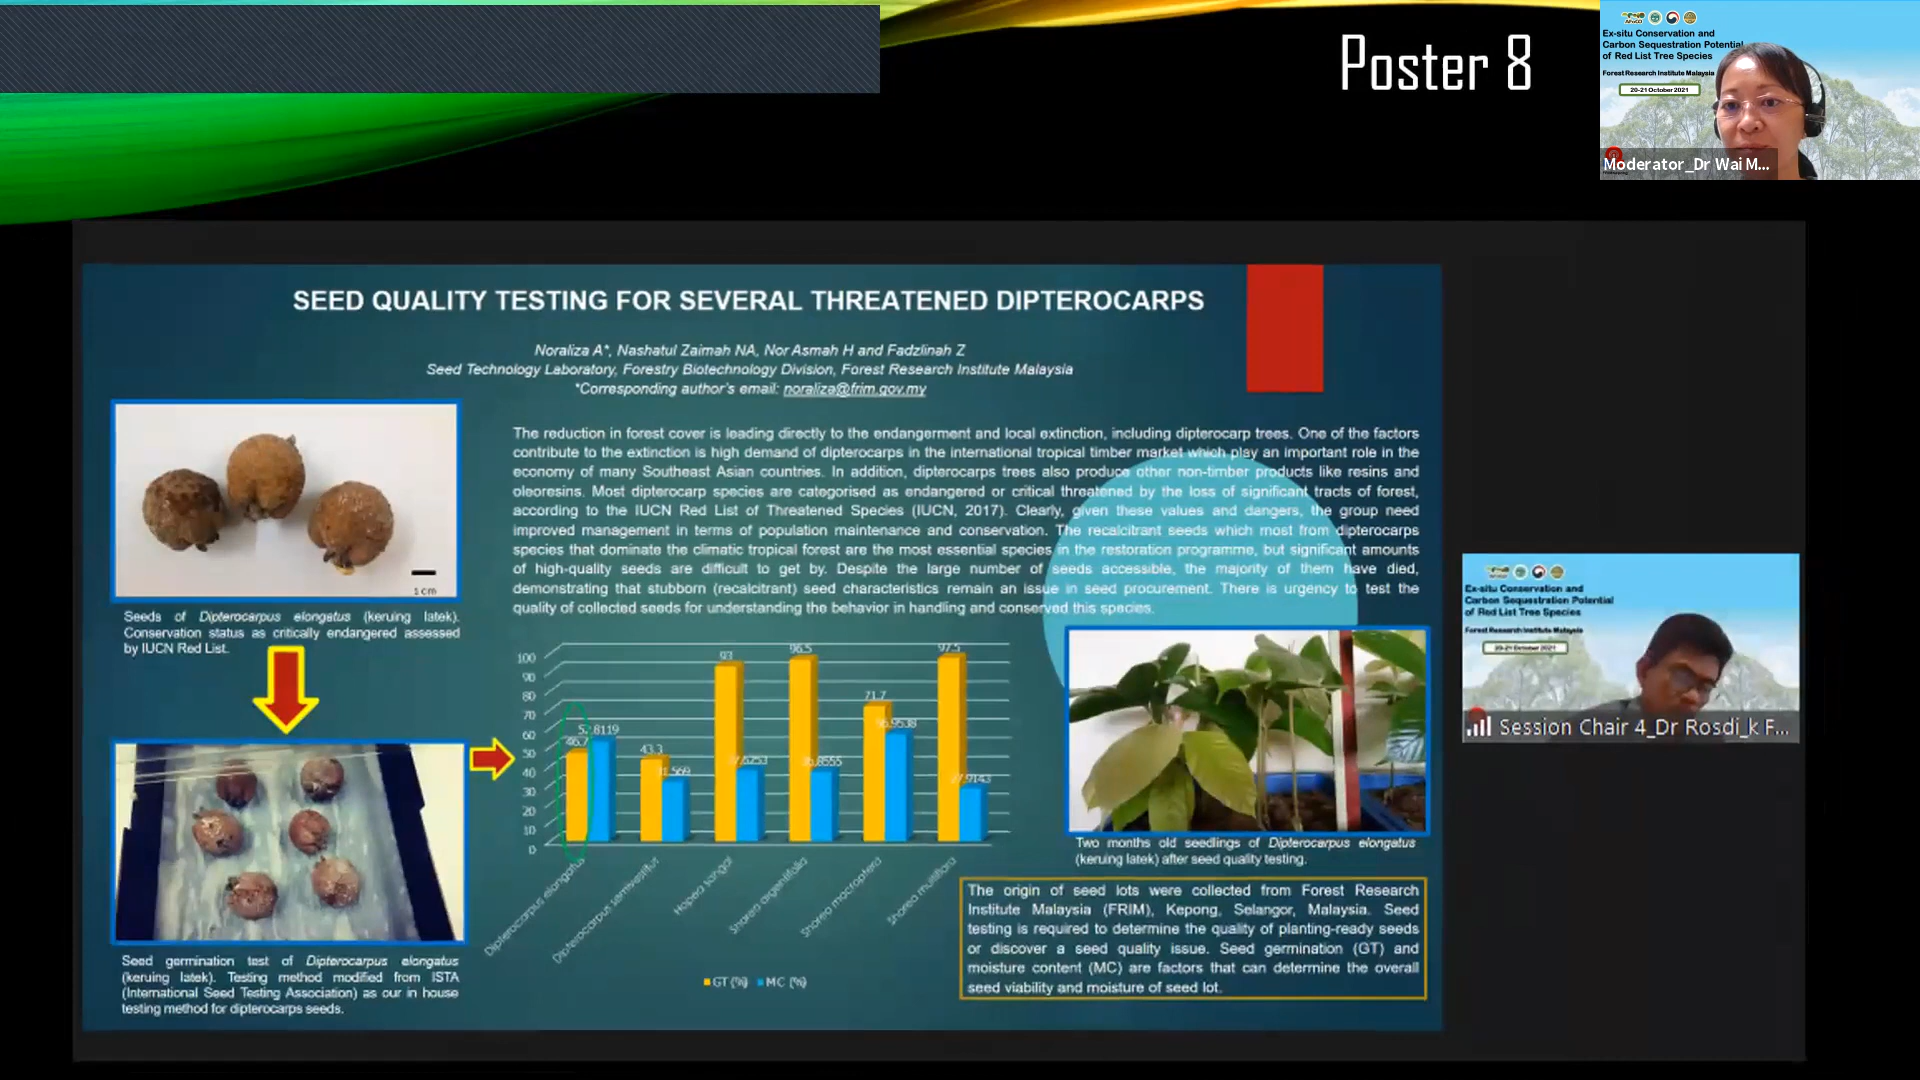 Poster 8
Ex-situ Conservation and
Carbon Sequestration Potential
of Red List Tree Species
Forest Research Institute Malaysia
20-21 October 2021
Moderator_Dr Wai M...
SEED QUALITY TESTING FOR SEVERAL THREATENED DIPTEROCARPS
Noraliza A*, Nashatul Zaimah NA, Nor Asmah H and Fadzlinah Z
Seed Technology Laboratory, Forestry Biotechnology Division, Forest Research Institute Malaysia
*Corresponding author's email: noraliza@frim.gov.my
1 cm
Seeds of Dipterocarpus elongatus (keruing latek).
Conservation status as critically endangered assessed
by IUCN Red List.
Seed germination test of Dipterocarpus elongatus
(keruing latek). Testing method modified from ISTA
(International Seed Testing Association) as our in house
testing method for dipterocarps seeds.
The reduction in forest cover is leading directly to the endangerment and local extinction, including dipterocarp trees. One of the factors
contribute to the extinction is high demand of dipterocarps in the international tropical timber market which play an important role in the
economy of many Southeast Asian countries. In addition, dipterocarps trees also produce other non-timber products like resins and
oleoresins. Most dipterocarp species are categorised as endangered or critical threatened by the loss of significant tracts of forest,
according to the IUCN Red List of Threatened Species (IUCN, 2017). Clearly, given these values and dangers, the group need
improved management in terms of population maintenance and conservation. The recalcitrant seeds which most from dipterocarps
species that dominate the climatic tropical forest are the most essential species in the restoration programme, but significant amounts
of high-quality seeds are difficult to get by. Despite the large number of seeds accessible, the majority of them have died,
demonstrating that stubborn (recalcitrant) seed characteristics remain an issue in seed procurement. There is urgency to test the
quality of collected seeds for understanding the behavior in handling and conserved this species.
100
90
80
70
60
50
40
30
20
10
0
46.7
43.3
93
96.5
71.7
97.5
Dipterocarpus elongatus
Hopea sangal
Shorea argentifolia
Shorea macroptera
Shorea multiflora
GT (%) MC (%)
Two months old seedlings of Dipterocarpus elongatus
(keruing latek) after seed quality testing.
The origin of seed lots were collected from Forest Research
Institute Malaysia (FRIM), Kepong, Selangor, Malaysia. Seed
testing is required to determine the quality of planting-ready seeds
or discover a seed quality issue. Seed germination (GT) and
moisture content (MC) are factors that can determine the overall
seed viability and moisture of seed lot.
Ex-situ Conservation and
Carbon Sequestration Potential
of Red List Tree Species
Forest Research Institute Malaysia
20-21 October 2021
Session Chair 4_Dr Rosdi_k F...